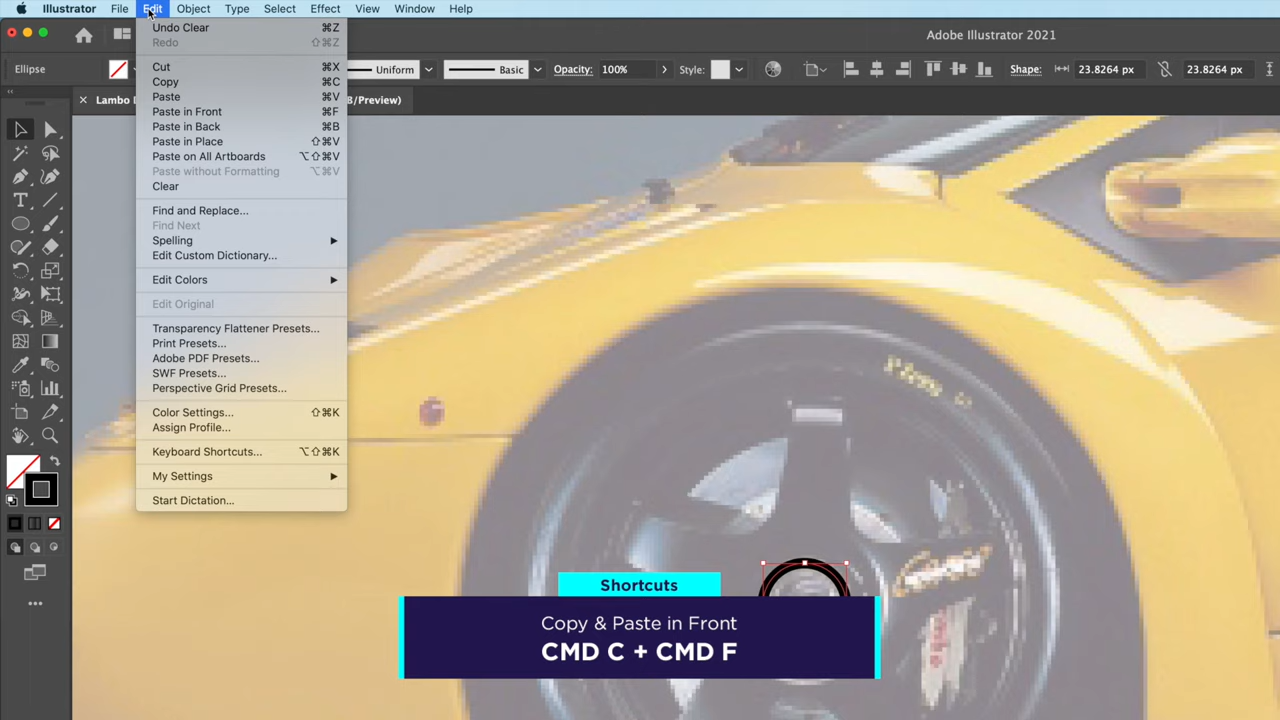 Illustrator File Edit Object Type Select Effect View Window Help
Adobe Illustrator 2021
Ellipse Uniform Basic Opacity: 100% Style: Shape: 23.8264 px 23.8264 px
Lambo B/Preview)
Undo Clear ⌘Z
Redo ⇧⌘Z
Cut ⌘X
Copy ⌘C
Paste ⌘V
Paste in Front ⌘F
Paste in Back ⌘B
Paste in Place ⇧⌘V
Paste on All Artboards ⌥⇧⌘V
Paste without Formatting ⌥⌘V
Clear
Find and Replace...
Find Next
Spelling
Edit Custom Dictionary...
Edit Colors
Edit Original
Transparency Flattener Presets...
Print Presets...
Adobe PDF Presets...
SWF Presets...
Perspective Grid Presets...
Color Settings... ⇧⌘K
Assign Profile...
Keyboard Shortcuts... ⌥⇧⌘K
My Settings
Start Dictation...
Shortcuts
Copy & Paste in Front
CMD C + CMD F